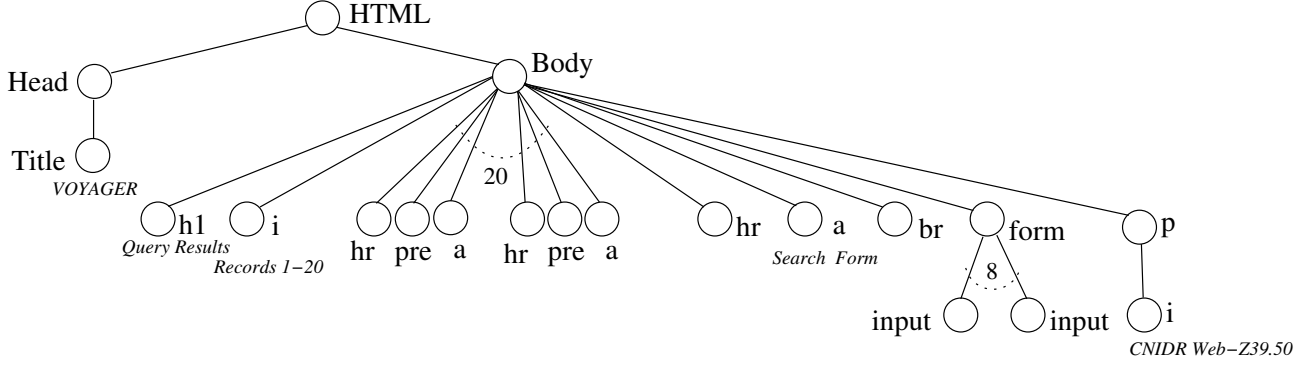 HTML
Head
Body
Title
VOYAGER
20
h1
i
hr
pre
a
hr
pre
a
hr
a
br
form
p
Query Results
Records 1−20
Search Form
8
input
input
i
CNIDR Web−Z39.50